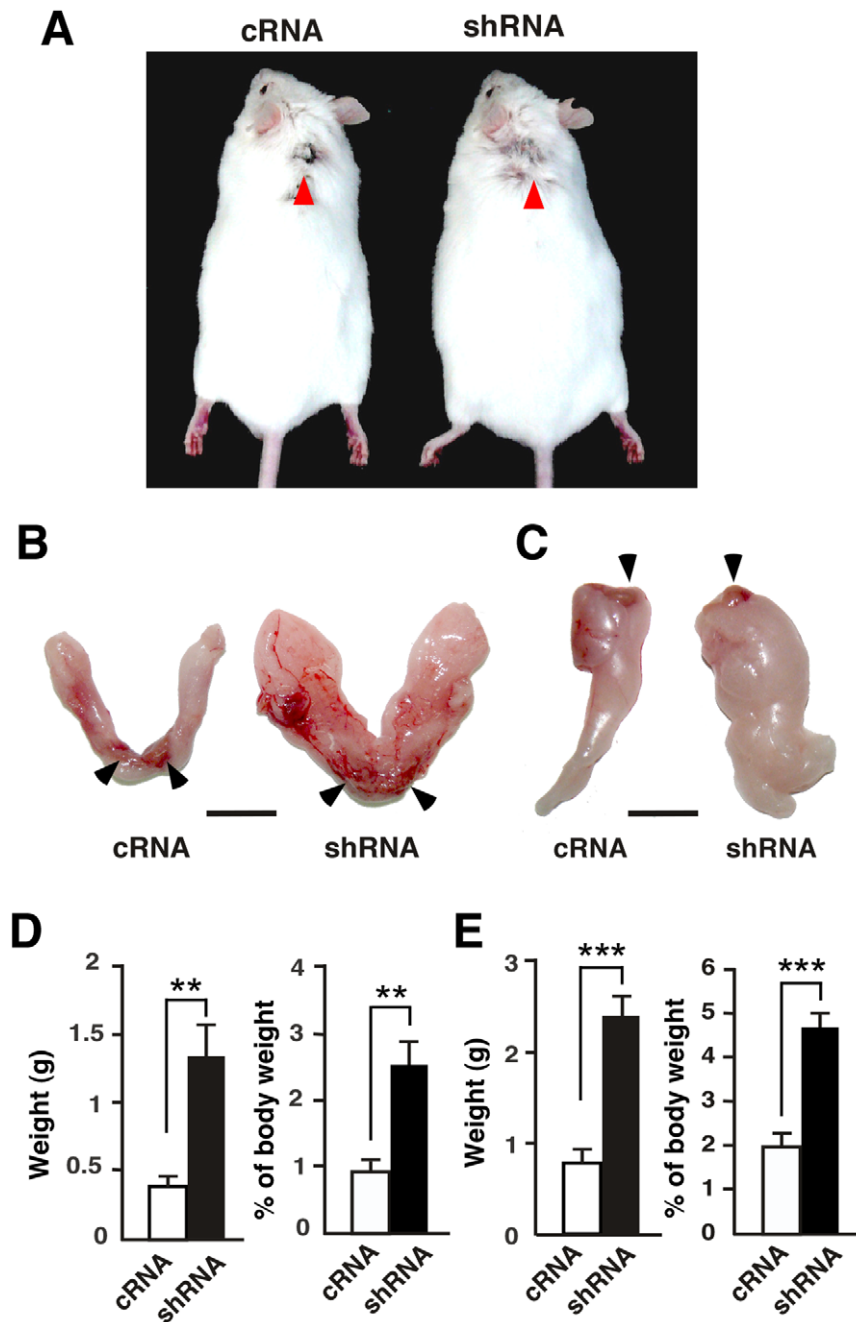 A
cRNA shRNA
B
C
cRNA shRNA
cRNA shRNA
D
E
2
1.5
1
0.5
0
Weight (g)
**
cRNA
shRNA
4
3
2
1
0
% of body weight
**
cRNA
shRNA
3
2
1
0
Weight (g)
***
cRNA
shRNA
6
5
4
3
2
1
0
% of body weight
***
cRNA
shRNA